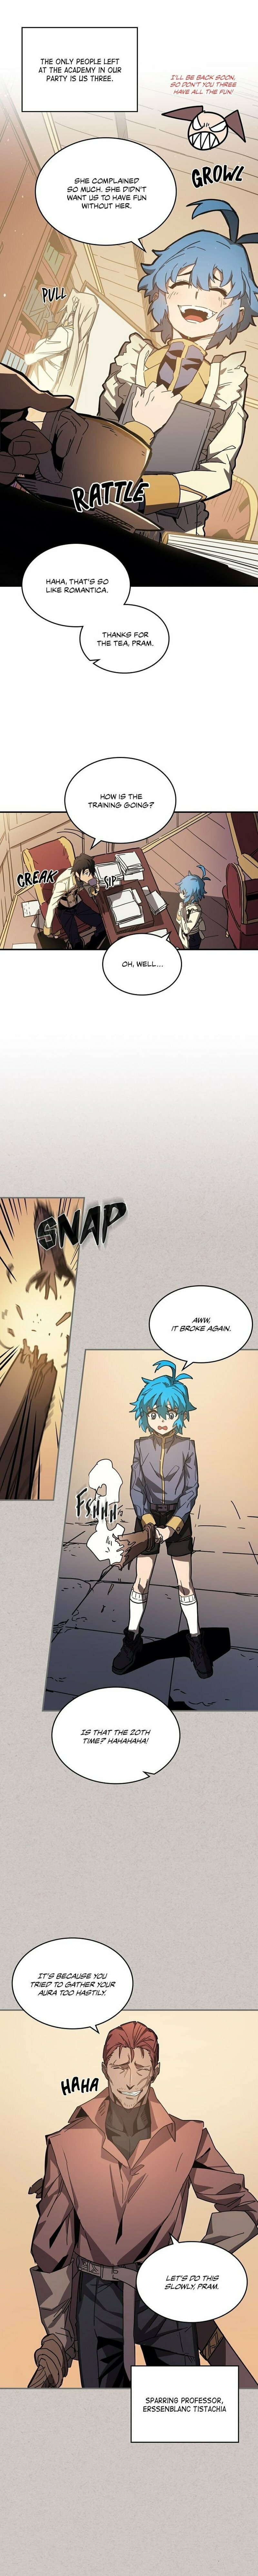 THE ONLY PEOPLE LEFT
AT THE ACADEMY IN OUR
PARTY IS US THREE.
I'LL BE BACK SOON,
SO DON'T YOU THREE
HAVE ALL THE FUN!
GROWL
SHE COMPLAINED
SO MUCH. SHE DIDN'T
WANT US TO HAVE FUN
WITHOUT HER.
PULL
RATTLE
HAHA, THAT'S SO
LIKE ROMANTICA.
THANKS FOR
THE TEA, PRAM.
HOW IS THE
TRAINING GOING?
CREAK
SIP
OH, WELL...
SNAP
AWW,
IT BROKE AGAIN.
FSHHH
IS THAT THE 20TH
TIME? HAHAHAHA!
IT'S BECAUSE YOU
TRIED TO GATHER YOUR
AURA TOO HASTILY.
HAHA
LET'S DO THIS
SLOWLY, PRAM.
SPARRING PROFESSOR,
ERSSENBLANC TISTACHIA